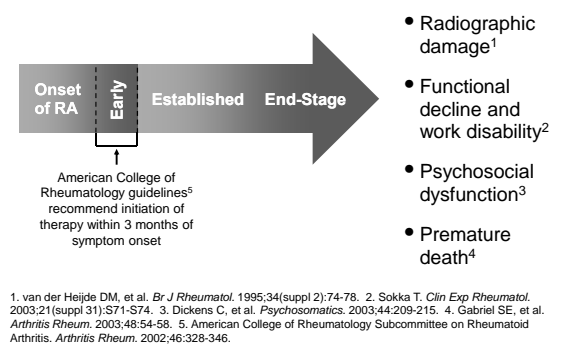 Onset
of RA
Early
Established
End-Stage
American College of
Rheumatology guidelines5
recommend initiation of
therapy within 3 months of
symptom onset
• Radiographic
damage1
• Functional
decline and
work disability2
• Psychosocial
dysfunction3
• Premature
death4
1. van der Heijde DM, et al. Br J Rheumatol. 1995;34(suppl 2):74-78.  2. Sokka T. Clin Exp Rheumatol.
2003;21(suppl 31):S71-S74.  3. Dickens C, et al. Psychosomatics. 2003;44:209-215.  4. Gabriel SE, et al.
Arthritis Rheum. 2003;48:54-58.  5. American College of Rheumatology Subcommittee on Rheumatoid
Arthritis. Arthritis Rheum. 2002;46:328-346.